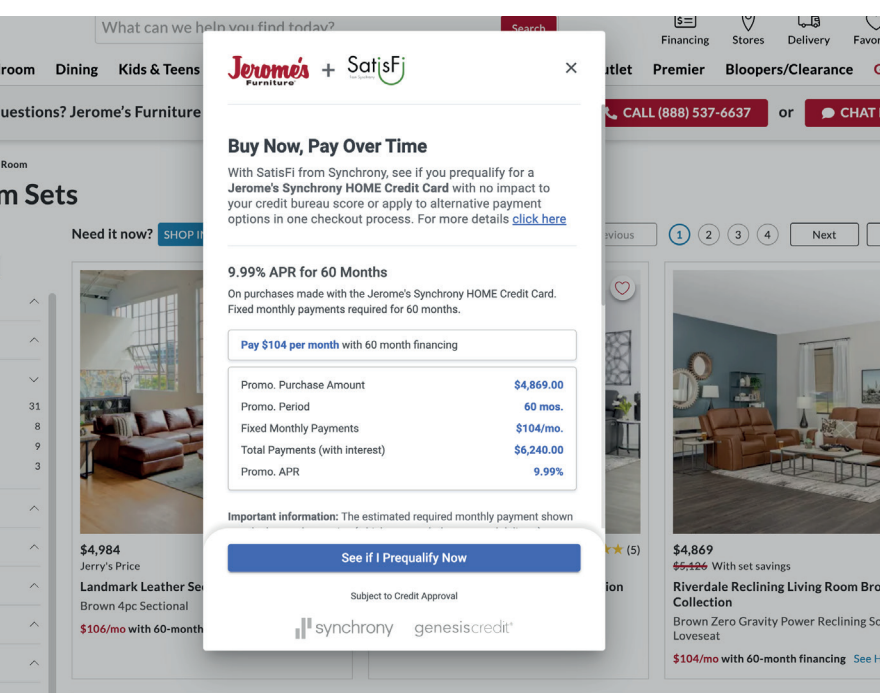 What can we help you find today?
Search
Financing
Stores
Delivery
Favor
room
Dining
Kids & Teens
utlet
Premier
Bloopers/Clearance
uestions? Jerome's Furniture
CALL (888) 537-6637
or
CHAT
Room
m Sets
Need it now?
SHOP IN
evious
1
2
3
4
Next
31
8
9
3
Jerome's
Furniture
+
SatisFi
from Synchrony
Buy Now, Pay Over Time
With SatisFi from Synchrony, see if you prequalify for a
Jerome's Synchrony HOME Credit Card with no impact to
your credit bureau score or apply to alternative payment
options in one checkout process. For more details click here
9.99% APR for 60 Months
On purchases made with the Jerome's Synchrony HOME Credit Card.
Fixed monthly payments required for 60 months.
Pay $104 per month with 60 month financing
Promo. Purchase Amount $4,869.00
Promo. Period 60 mos.
Fixed Monthly Payments $104/mo.
Total Payments (with interest) $6,240.00
Promo. APR 9.99%
Important information: The estimated required monthly payment shown
See if I Prequalify Now
Subject to Credit Approval
synchrony
genesiscredit
$4,984
Jerry's Price
Landmark Leather Se
Brown 4pc Sectional
$106/mo with 60-month
(5)
ion
$4,869
$5,126 With set savings
Riverdale Reclining Living Room Bro
Collection
Brown Zero Gravity Power Reclining So
Loveseat
$104/mo with 60-month financing See H